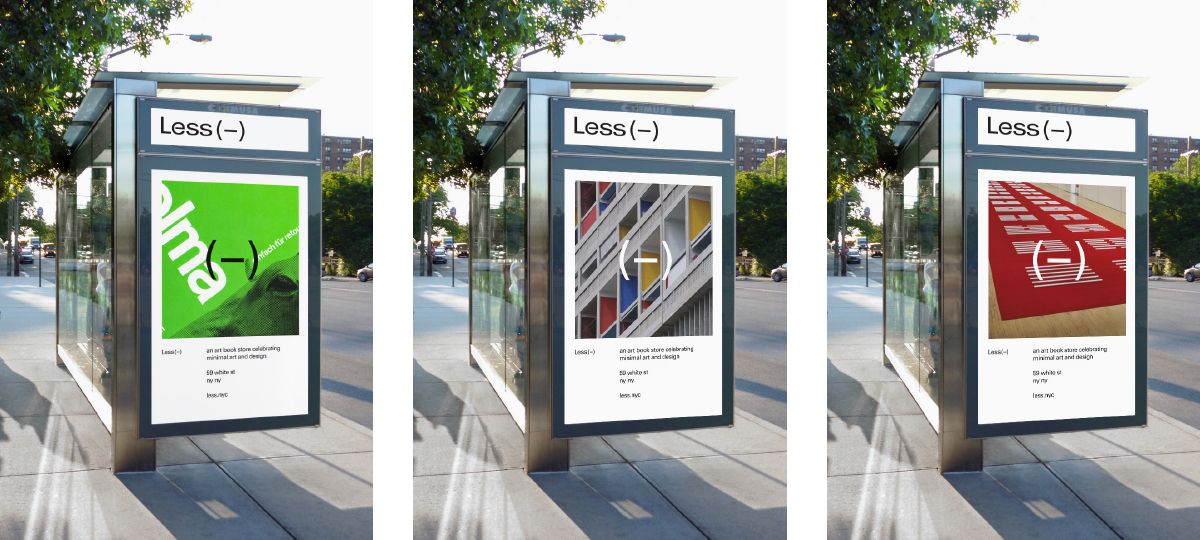 Less (–)
elma
(–)
tech für retou
Less(–)
an art book store celebrating
minimal art and design
59 white st
ny ny
less.nyc
Less (–)
(–)
Less(–)
an art book store celebrating
minimal art and design
59 white st
ny ny
less.nyc
Less (–)
(–)
Less(–)
an art book store celebrating
minimal art and design
59 white st
ny ny
less.nyc